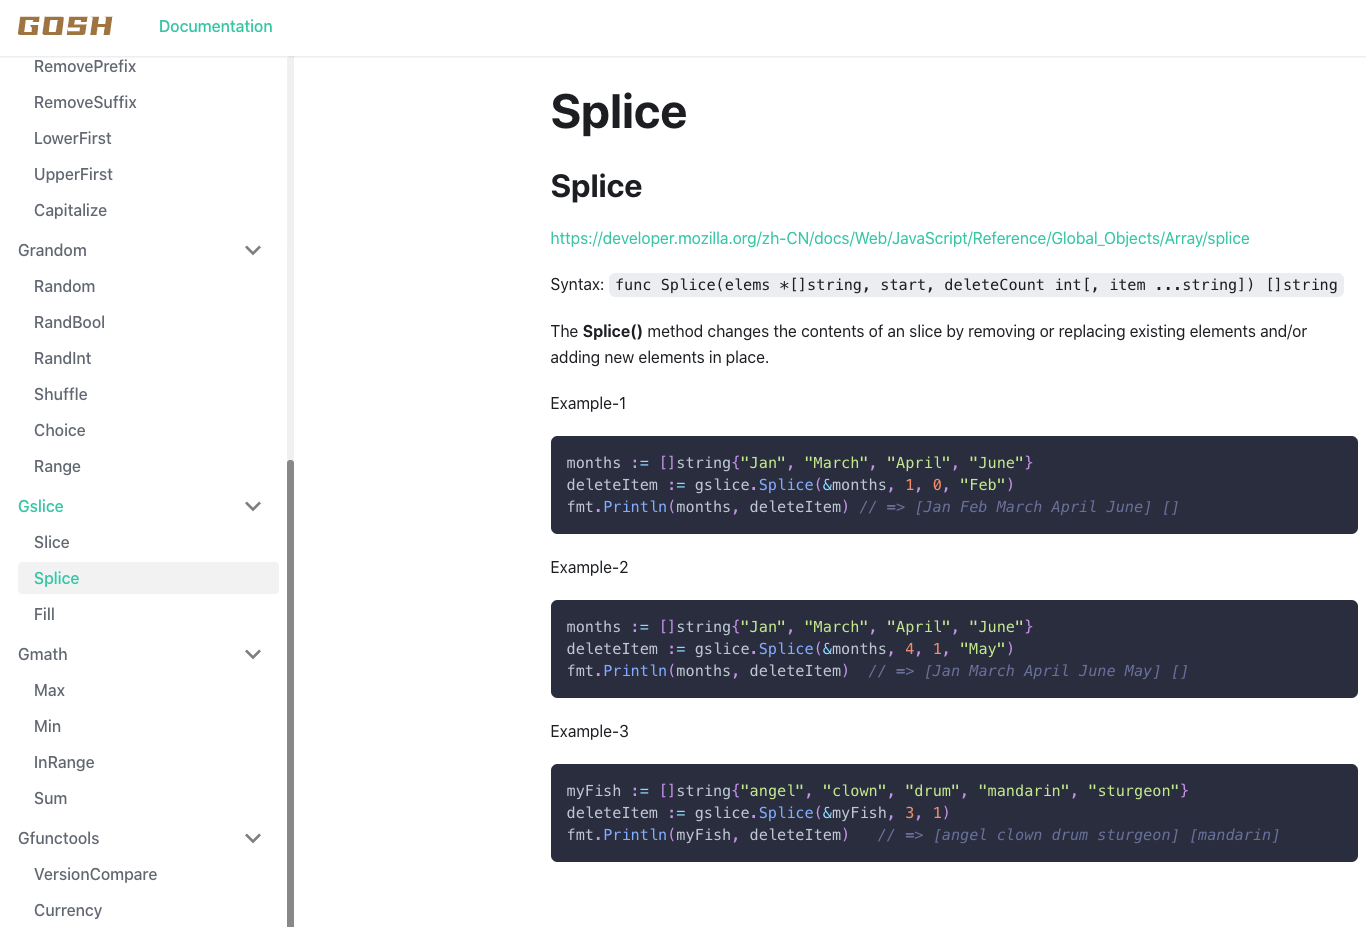 GOSH
Documentation
RemovePrefix
RemoveSuffix
LowerFirst
UpperFirst
Capitalize
Grandom
Random
RandBool
RandInt
Shuffle
Choice
Range
Gslice
Slice
Splice
Fill
Gmath
Max
Min
InRange
Sum
Gfunctools
VersionCompare
Currency
Splice
Splice
https://developer.mozilla.org/zh-CN/docs/Web/JavaScript/Reference/Global_Objects/Array/splice
Syntax: func Splice(elems *[]string, start, deleteCount int[, item ...string]) []string
The Splice() method changes the contents of an slice by removing or replacing existing elements and/or
adding new elements in place.
Example-1
months := []string{"Jan", "March", "April", "June"}
deleteItem := gslice.Splice(&months, 1, 0, "Feb")
fmt.Println(months, deleteItem) // => [Jan Feb March April June] []
Example-2
months := []string{"Jan", "March", "April", "June"}
deleteItem := gslice.Splice(&months, 4, 1, "May")
fmt.Println(months, deleteItem)  // => [Jan March April June May] []
Example-3
myFish := []string{"angel", "clown", "drum", "mandarin", "sturgeon"}
deleteItem := gslice.Splice(&myFish, 3, 1)
fmt.Println(myFish, deleteItem)   // => [angel clown drum sturgeon] [mandarin]